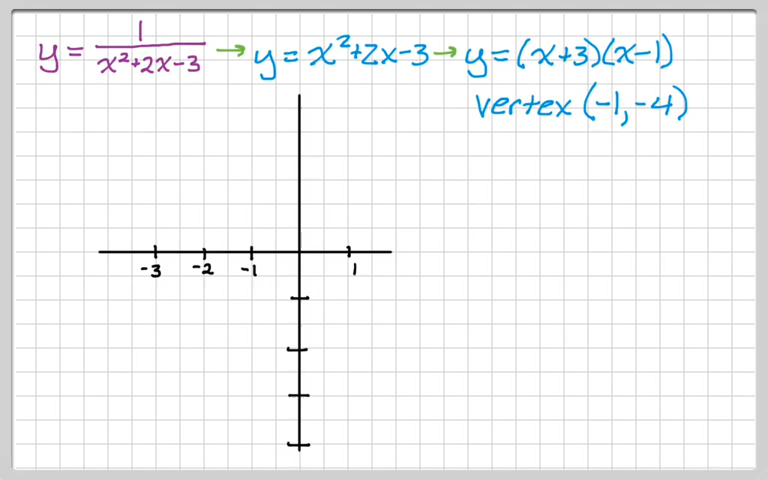 y = 1/(x²+2x-3) → y = x²+2x-3 → y = (x+3)(x-1)
vertex (-1, -4)
-3 -2 -1 1